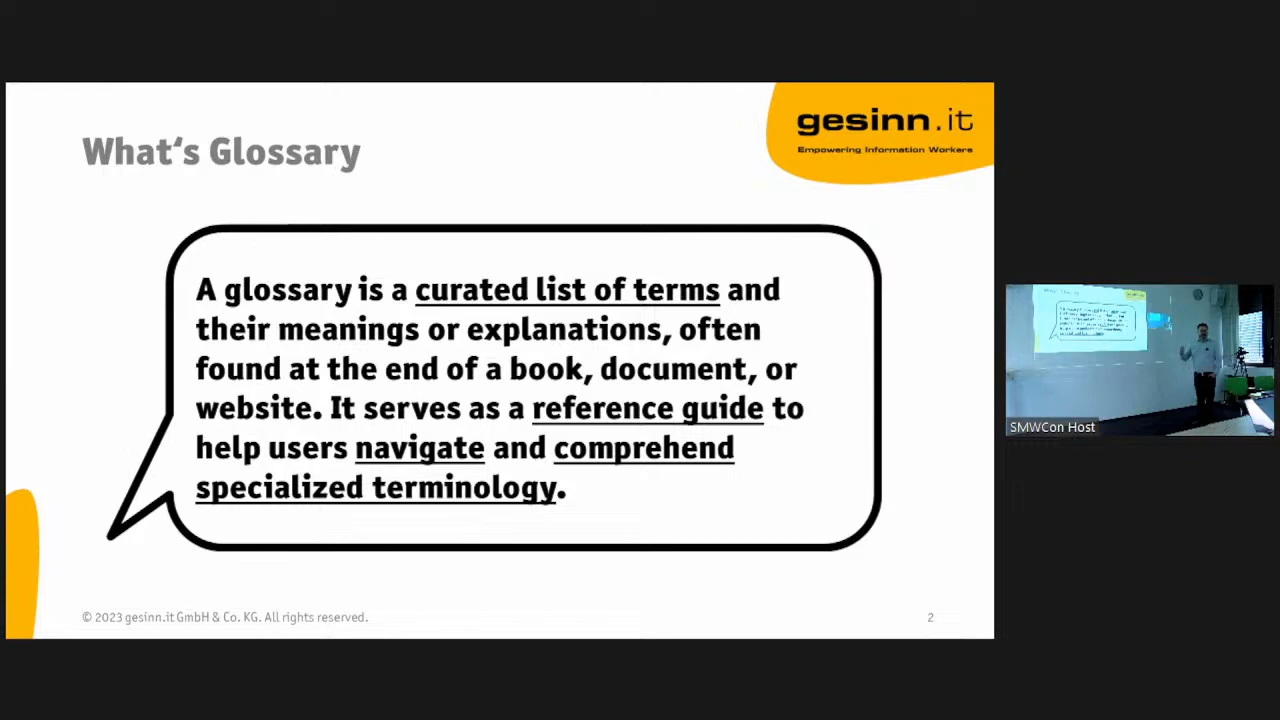 What‘s Glossary
gesinn.it
Empowering Information Workers
A glossary is a curated list of terms and
their meanings or explanations, often
found at the end of a book, document, or
website. It serves as a reference guide to
help users navigate and comprehend
specialized terminology.
SMWCon Host
© 2023 gesinn.it GmbH & Co. KG. All rights reserved.
2